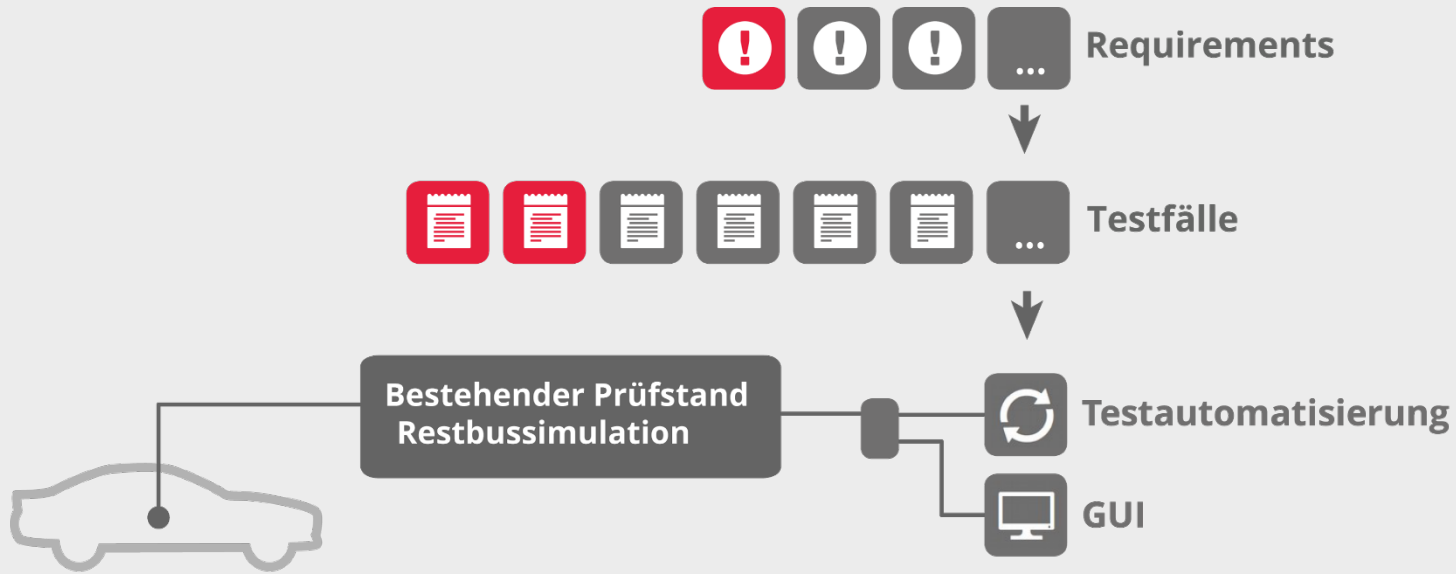 Requirements
...
Testfälle
...
Bestehender Prüfstand
Restbussimulation
Testautomatisierung
GUI